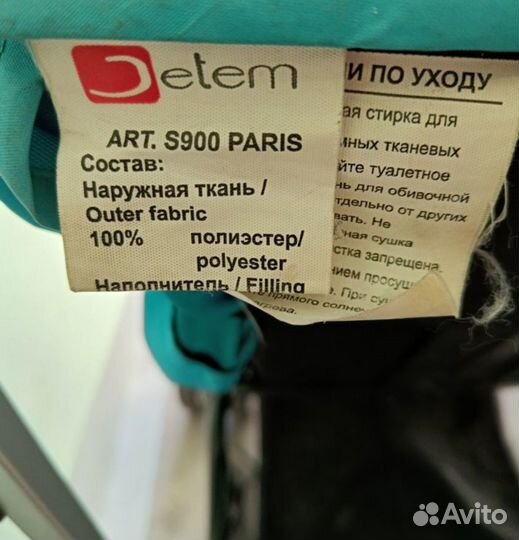 Jetem
ART. S900 PARIS
Состав:
Наружная ткань /
Outer fabric
100% полиэстер/
polyester
Наполнитель / Filling
И ПО УХОДУ
ая стирка для
мных тканевых
йте туалетное
нь для обивочной
тдельно от других
вать. Не
ная сушка
стка запрещена.
нием просуш
е. При суш
о прямого солне
грева.
Avito